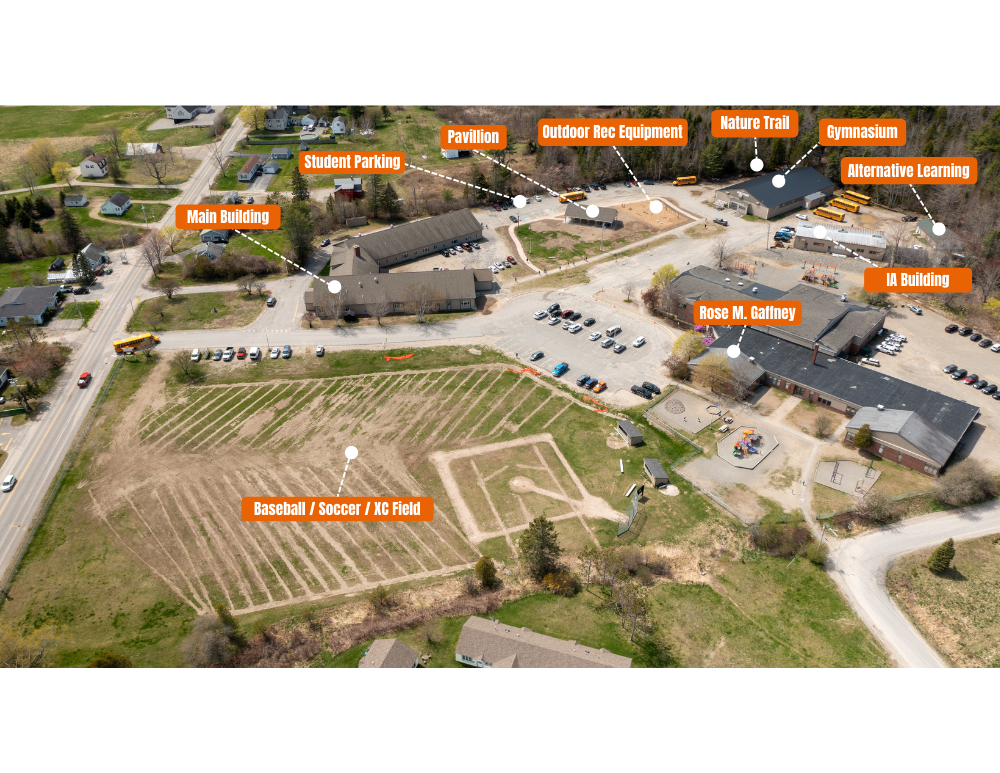 Nature Trail
Outdoor Rec Equipment
Gymnasium
Pavillion
Student Parking
Alternative Learning
Main Building
IA Building
Rose M. Gaffney
Baseball / Soccer / XC Field